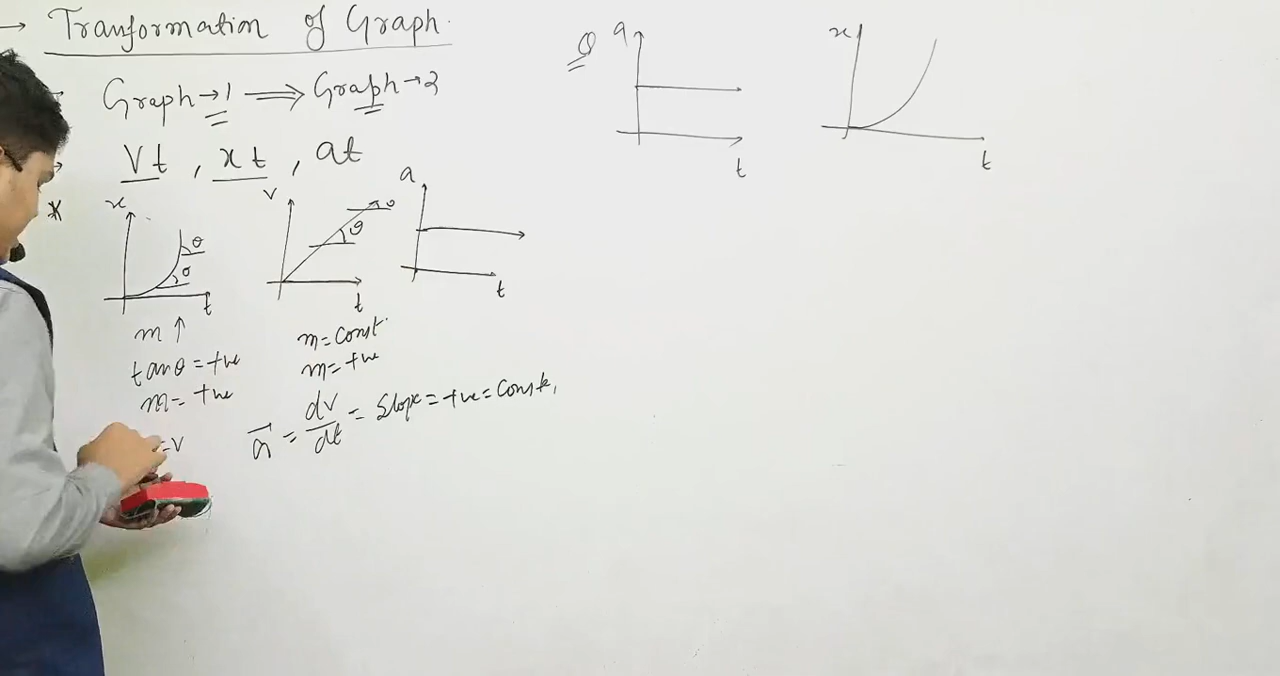 → Tranformation of Graph.
Graph→1 ⟹ Graph→2
Vt, xt, at
*
x t θ θ
v t θ θ
a t
m ↑
tanθ = +ve
m = +ve
= v
m = const.
m = +ve
a = dv/dt = Slope = +ve = Const.
Q
a t
x t